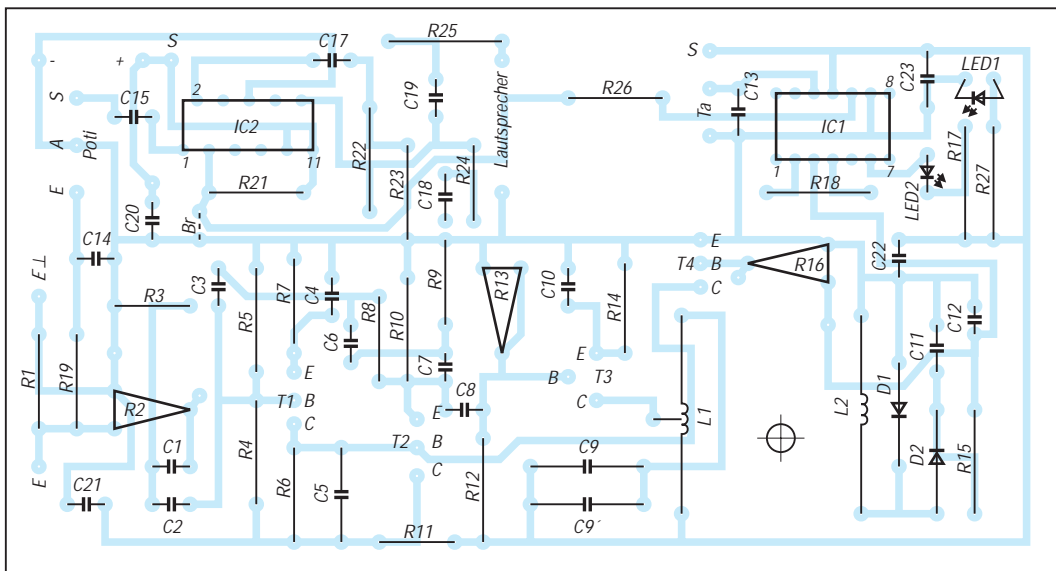 R25
S C17 S C23 LED1
- +
S C15 2 C19 Lautsprecher R26 Ta C13 8
IC2 IC1
A Poti 1 11 R22 R23 R24 1 7 R17 R27
E R21 C18 R18 LED2
C20 Br
E
C14 T4 B R16 C22
E ⊥ C3 R7 C4 R9 R13 C10 R14 C
R3 R5 C6 R8 R10 C12
C7 E C11
R1 R19 E C8 B T3 D1
R2 T1 B E C L1 L2
C T2 B
C1 R4 C C9 D2 R15
E C21 R6 C5 R12
C2 C9´
R11